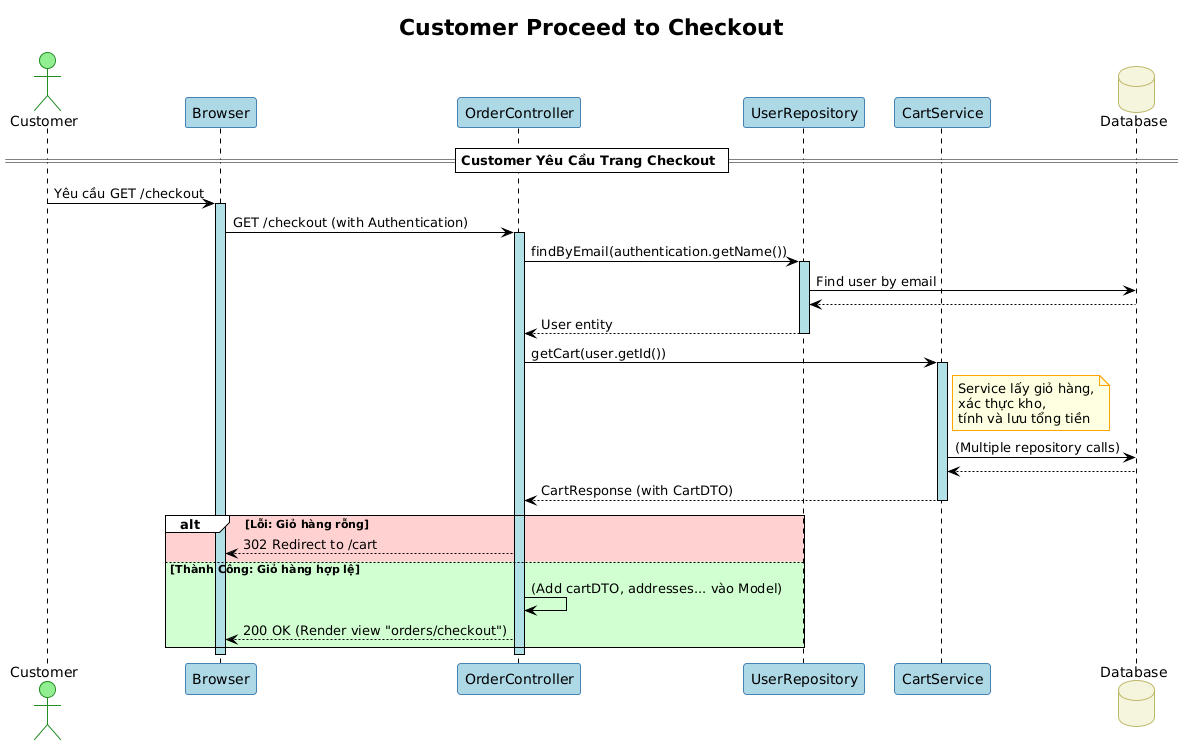 Customer Proceed to Checkout
Customer
Browser
OrderController
UserRepository
CartService
Database
Customer Yêu Cầu Trang Checkout
Yêu cầu GET /checkout
GET /checkout (with Authentication)
findByEmail(authentication.getName())
Find user by email
User entity
getCart(user.getId())
Service lấy giỏ hàng,
xác thực kho,
tính và lưu tổng tiền
(Multiple repository calls)
CartResponse (with CartDTO)
alt [Lỗi: Giỏ hàng rỗng]
302 Redirect to /cart
[Thành Công: Giỏ hàng hợp lệ]
(Add cartDTO, addresses... vào Model)
200 OK (Render view "orders/checkout")
Customer
Browser
OrderController
UserRepository
CartService
Database